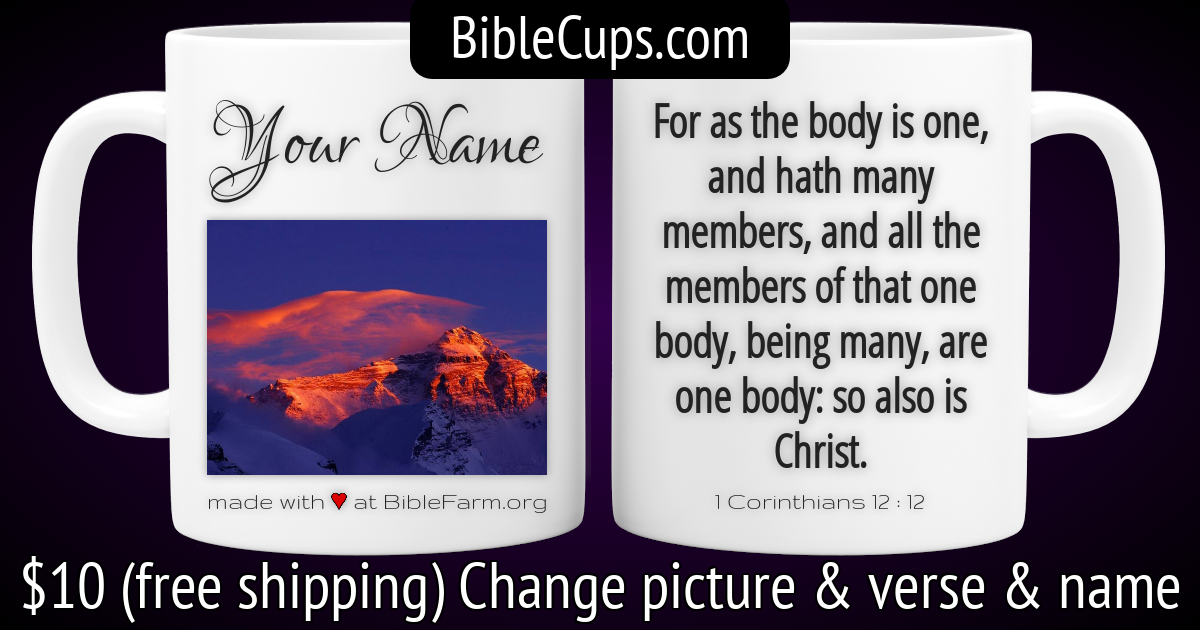 BibleCups.com
Your Name
made with ♥ at BibleFarm.org
For as the body is one,
and hath many
members, and all the
members of that one
body, being many, are
one body: so also is
Christ.
1 Corinthians 12 : 12
$10 (free shipping) Change picture & verse & name